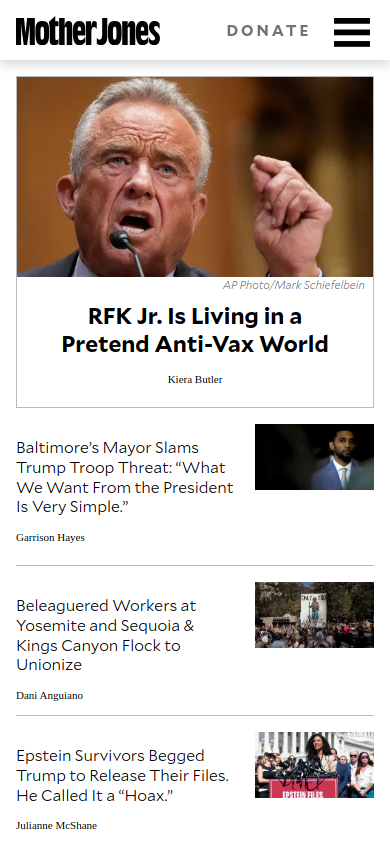 Mother Jones
DONATE
AP Photo/Mark Schiefelbein
RFK Jr. Is Living in a
Pretend Anti-Vax World
Kiera Butler
Baltimore’s Mayor Slams
Trump Troop Threat: “What
We Want From the President
Is Very Simple.”
Garrison Hayes
Beleaguered Workers at
Yosemite and Sequoia &
Kings Canyon Flock to
Unionize
Dani Anguiano
Epstein Survivors Begged
Trump to Release Their Files.
He Called It a “Hoax.”
Julianne McShane
EPSTEIN FILES